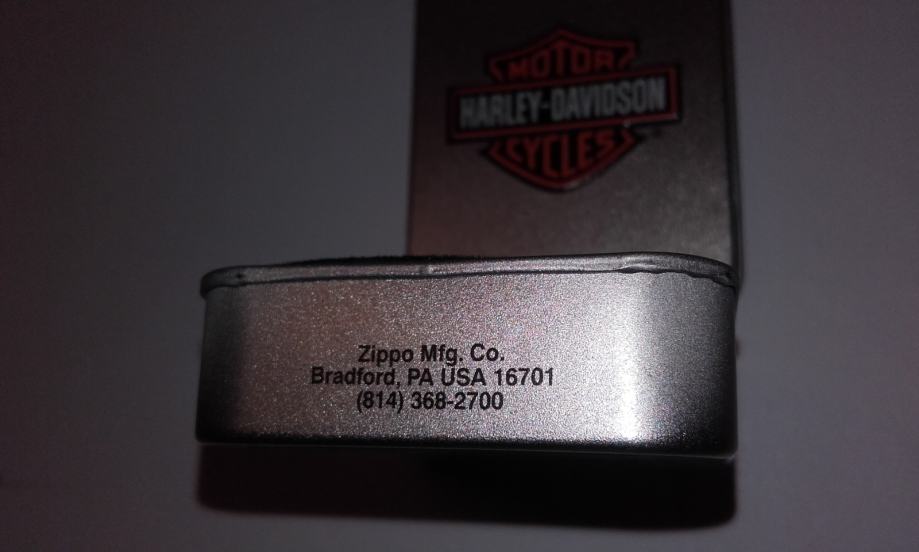 MOTOR
HARLEY-DAVIDSON
CYCLES
Zippo Mfg. Co.
Bradford, PA USA 16701
(814) 368-2700